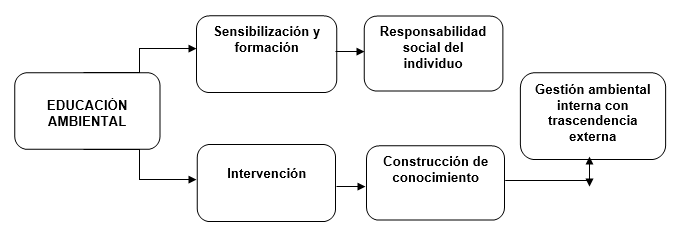 Sensibilización y
formación
Responsabilidad
social del
individuo
EDUCACIÓN
AMBIENTAL
Gestión ambiental
interna con
trascendencia
externa
Intervención
Construcción de
conocimiento